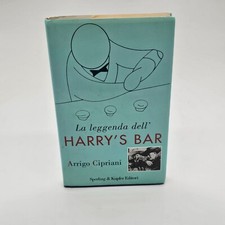 La leggenda dell'
HARRY'S BAR
Arrigo Cipriani
Sperling & Kupfer Editori